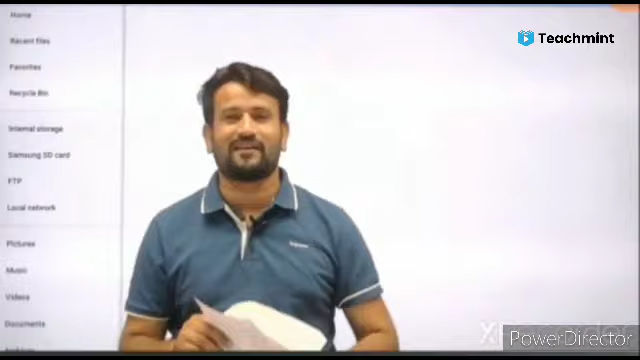 Home
Recent files
Favorites
Recycle Bin
Internal storage
Samsung SD card
FTP
Local network
Pictures
Music
Videos
Documents
Teachmint
PowerDirector